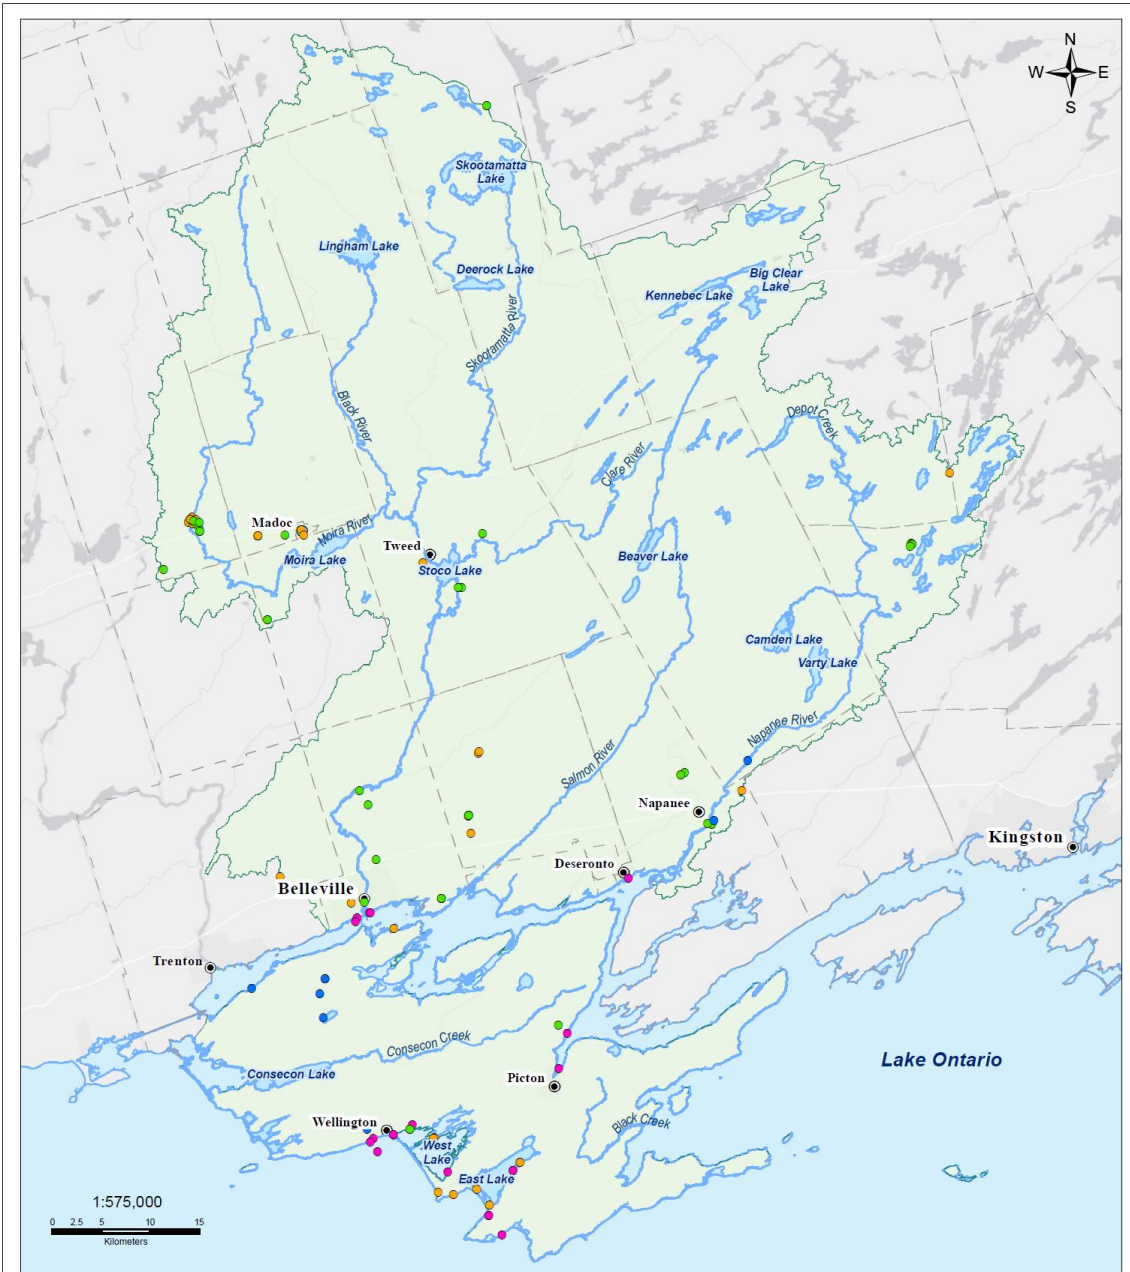 N
W E
S
Skootamatta
Lake
Lingham Lake
Deerock Lake
Big Clear
Lake
Kennebec Lake
Skootamatta River
Black River
Depot Creek
Clare River
Madoc
Moira River
Tweed
Moira Lake
Stoco Lake
Beaver Lake
Camden Lake
Varty Lake
Napanee River
Salmon River
Napanee
Kingston
Deseronto
Belleville
Trenton
Consecon Creek
Lake Ontario
Consecon Lake
Picton
Wellington
Black Creek
West
Lake
East Lake
1:575,000
0 2.5 5 10 15
Kilometers